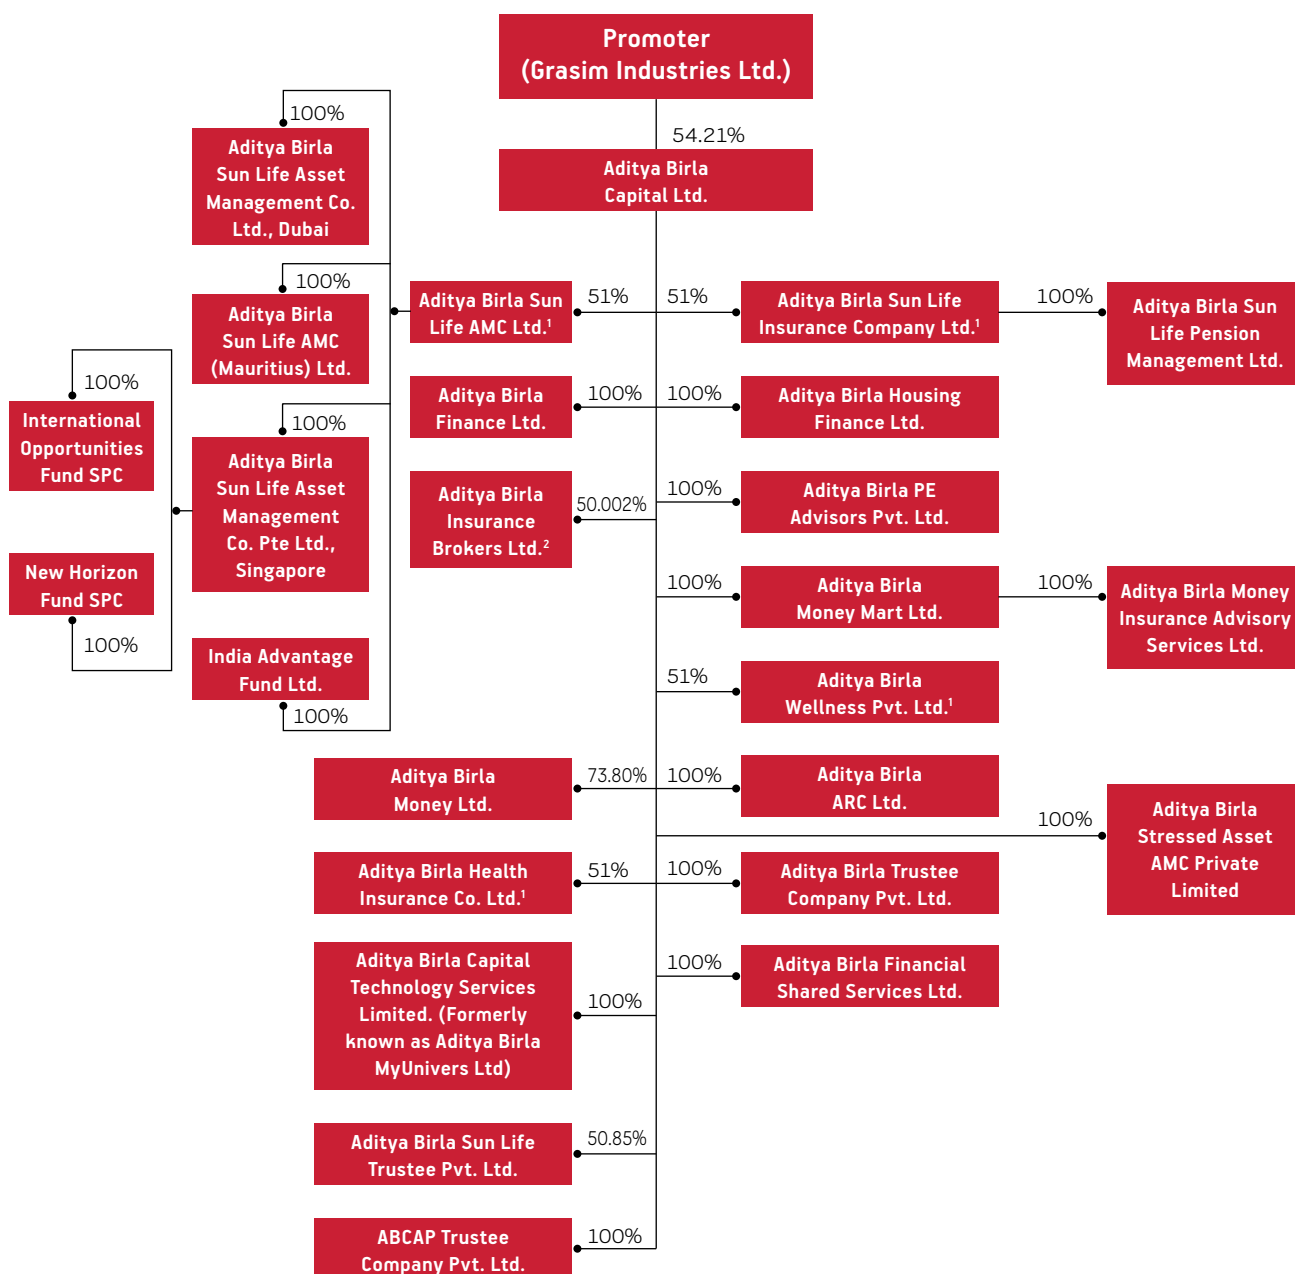 Promoter
(Grasim Industries Ltd.)
54.21%
Aditya Birla
Capital Ltd.
100%
Aditya Birla
Sun Life Asset
Management Co.
Ltd., Dubai
100%
Aditya Birla
Sun Life AMC
(Mauritius) Ltd.
Aditya Birla Sun
Life AMC Ltd.¹
51%
51%
Aditya Birla Sun Life
Insurance Company Ltd.¹
100%
Aditya Birla Sun
Life Pension
Management Ltd.
100%
International
Opportunities
Fund SPC
100%
Aditya Birla
Sun Life Asset
Management
Co. Pte Ltd.,
Singapore
New Horizon
Fund SPC
100%
India Advantage
Fund Ltd.
100%
Aditya Birla
Finance Ltd.
100%
100%
Aditya Birla Housing
Finance Ltd.
Aditya Birla
Insurance
Brokers Ltd.²
50.002%
100%
Aditya Birla PE
Advisors Pvt. Ltd.
100%
Aditya Birla
Money Mart Ltd.
100%
Aditya Birla Money
Insurance Advisory
Services Ltd.
51%
Aditya Birla
Wellness Pvt. Ltd.¹
Aditya Birla
Money Ltd.
73.80%
100%
Aditya Birla
ARC Ltd.
100%
Aditya Birla
Stressed Asset
AMC Private
Limited
Aditya Birla Health
Insurance Co. Ltd.¹
51%
100%
Aditya Birla Trustee
Company Pvt. Ltd.
Aditya Birla Capital
Technology Services
Limited. (Formerly
known as Aditya Birla
MyUnivers Ltd)
100%
100%
Aditya Birla Financial
Shared Services Ltd.
Aditya Birla Sun Life
Trustee Pvt. Ltd.
50.85%
ABCAP Trustee
Company Pvt. Ltd.
100%